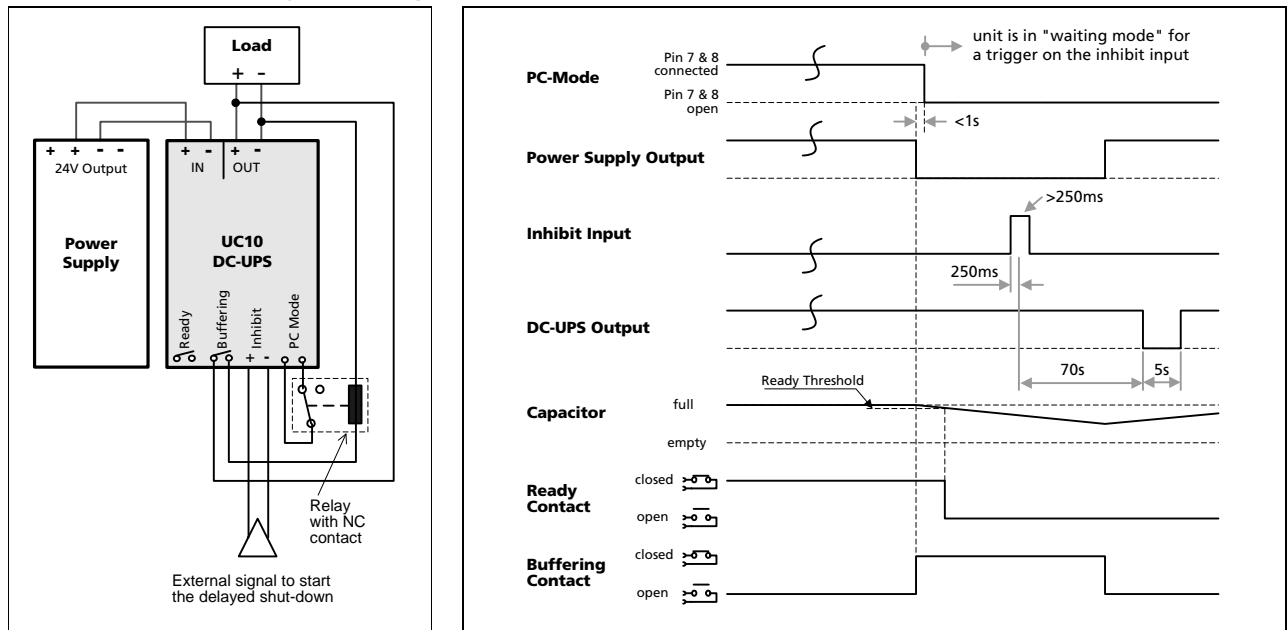 Load
+ -
+ + - -
24V Output
Power
Supply
+ - + -
IN OUT
UC10
DC-UPS
Ready
Buffering
+ Inhibit -
PC Mode
Relay
with NC
contact
External signal to start
the delayed shut-down
unit is in "waiting mode" for
a trigger on the inhibit input
PC-Mode
Pin 7 & 8
connected
Pin 7 & 8
open
<1s
Power Supply Output
>250ms
Inhibit Input
250ms
DC-UPS Output
70s
5s
Ready Threshold
Capacitor
full
empty
Ready
Contact
closed
open
Buffering
Contact
closed
open